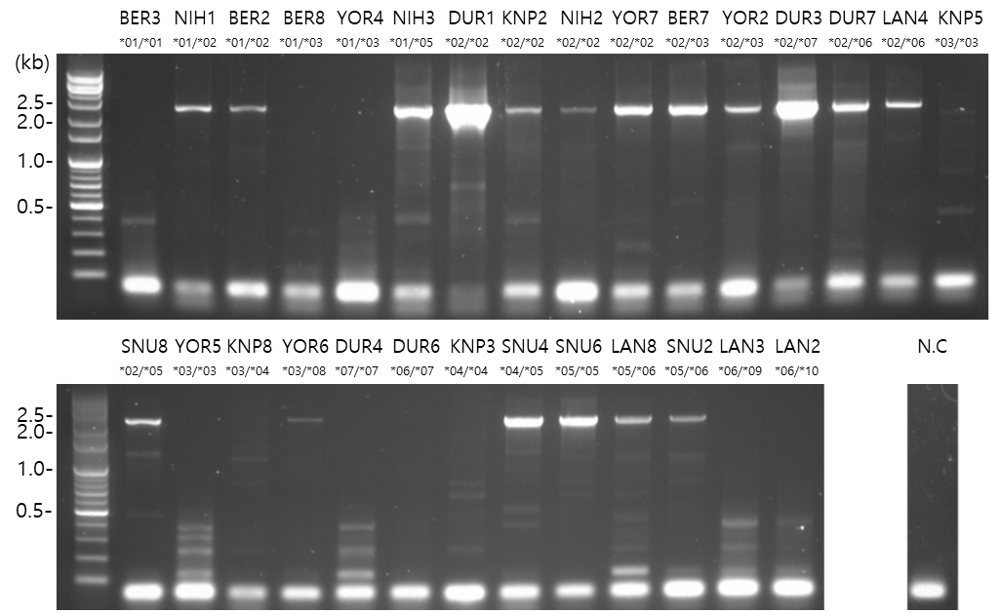 BER3 NIH1 BER2 BER8 YOR4 NIH3 DUR1 KNP2 NIH2 YOR7 BER7 YOR2 DUR3 DUR7 LAN4 KNP5
*01/*01 *01/*02 *01/*02 *01/*03 *01/*03 *01/*05 *02/*02 *02/*02 *02/*02 *02/*02 *02/*03 *02/*03 *02/*07 *02/*06 *02/*06 *03/*03
(kb)
2.5-
2.0-
1.0-
0.5-
SNU8 YOR5 KNP8 YOR6 DUR4 DUR6 KNP3 SNU4 SNU6 LAN8 SNU2 LAN3 LAN2 N.C
*02/*05 *03/*03 *03/*04 *03/*08 *07/*07 *06/*07 *04/*04 *04/*05 *05/*05 *05/*06 *05/*06 *06/*09 *06/*10
2.5-
2.0-
1.0-
0.5-